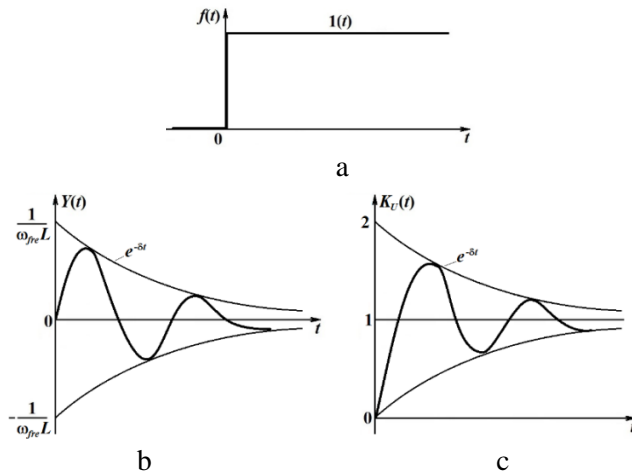 f(t)
1(t)
0
t
a
Y(t)
1
ω_fre L
e^-δt
0
t
-1
ω_fre L
b
K_U(t)
2
e^-δt
1
0
t
c